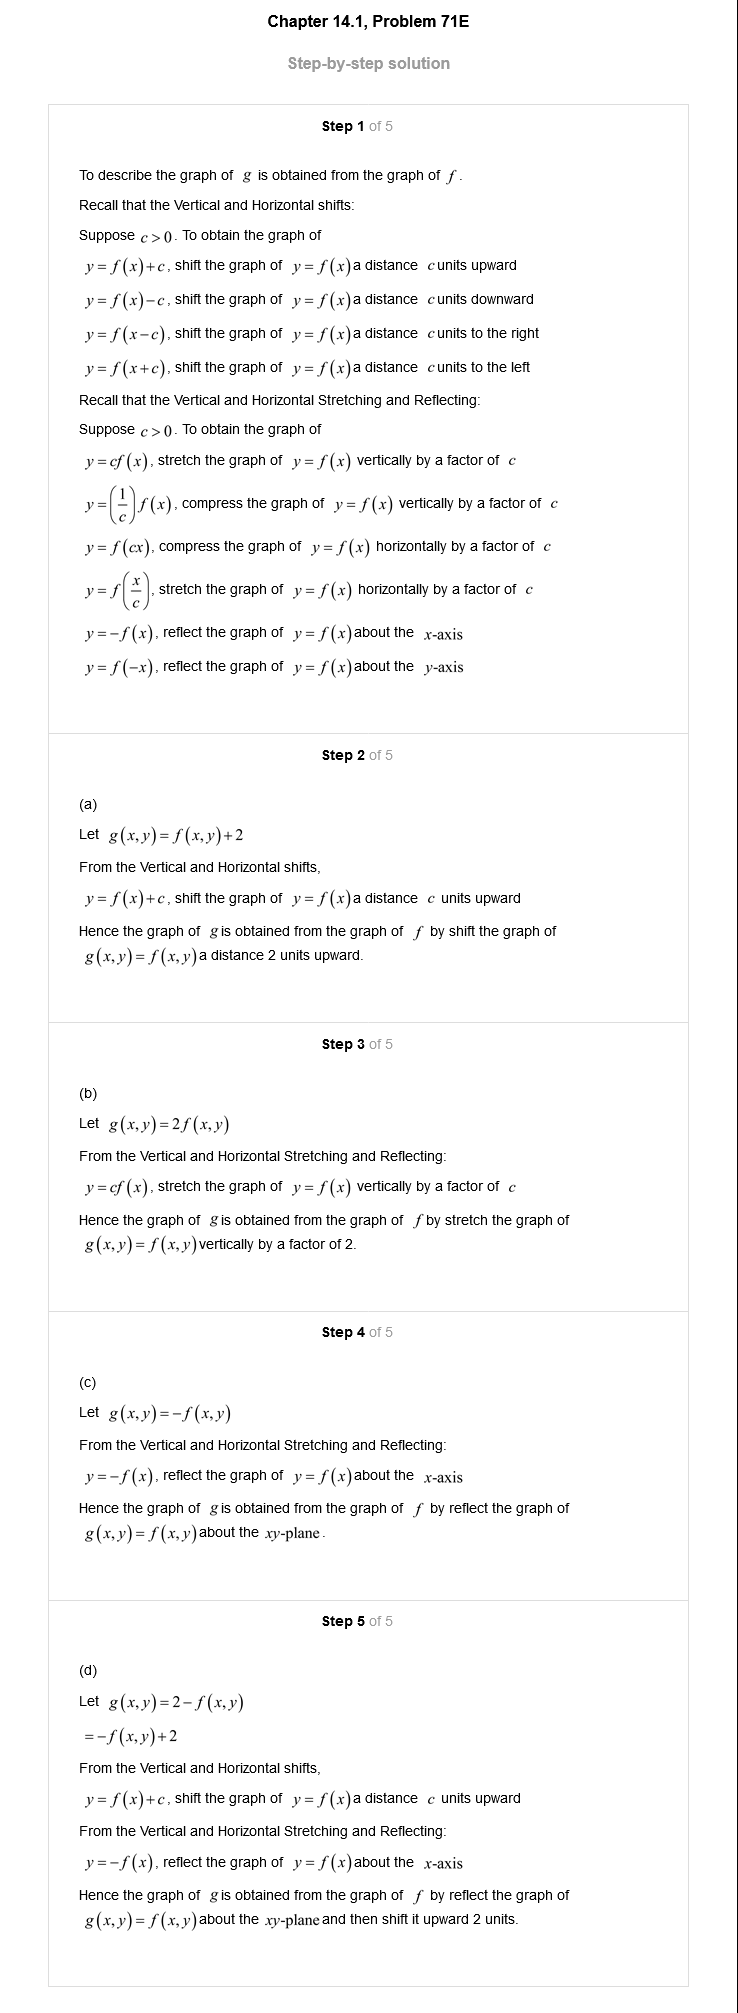 Chapter 14.1, Problem 71E
Step-by-step solution
Step 1 of 5
To describe the graph of g is obtained from the graph of f.
Recall that the Vertical and Horizontal shifts:
Suppose c > 0. To obtain the graph of
y = f(x)+c, shift the graph of y = f(x) a distance c units upward
y = f(x)−c, shift the graph of y = f(x) a distance c units downward
y = f(x−c), shift the graph of y = f(x) a distance c units to the right
y = f(x+c), shift the graph of y = f(x) a distance c units to the left
Recall that the Vertical and Horizontal Stretching and Reflecting:
Suppose c > 0. To obtain the graph of
y = cf(x), stretch the graph of y = f(x) vertically by a factor of c
y = (1/c) f(x), compress the graph of y = f(x) vertically by a factor of c
y = f(cx), compress the graph of y = f(x) horizontally by a factor of c
y = f(x/c), stretch the graph of y = f(x) horizontally by a factor of c
y = −f(x), reflect the graph of y = f(x) about the x-axis
y = f(−x), reflect the graph of y = f(x) about the y-axis
Step 2 of 5
(a)
Let g(x,y) = f(x,y)+2
From the Vertical and Horizontal shifts,
y = f(x)+c, shift the graph of y = f(x) a distance c units upward
Hence the graph of g is obtained from the graph of f by shift the graph of
g(x,y) = f(x,y) a distance 2 units upward.
Step 3 of 5
(b)
Let g(x,y) = 2f(x,y)
From the Vertical and Horizontal Stretching and Reflecting:
y = cf(x), stretch the graph of y = f(x) vertically by a factor of c
Hence the graph of g is obtained from the graph of f by stretch the graph of
g(x,y) = f(x,y) vertically by a factor of 2.
Step 4 of 5
(c)
Let g(x,y) = −f(x,y)
From the Vertical and Horizontal Stretching and Reflecting:
y = −f(x), reflect the graph of y = f(x) about the x-axis
Hence the graph of g is obtained from the graph of f by reflect the graph of
g(x,y) = f(x,y) about the xy-plane.
Step 5 of 5
(d)
Let g(x,y) = 2−f(x,y)
= −f(x,y)+2
From the Vertical and Horizontal shifts,
y = f(x)+c, shift the graph of y = f(x) a distance c units upward
From the Vertical and Horizontal Stretching and Reflecting:
y = −f(x), reflect the graph of y = f(x) about the x-axis
Hence the graph of g is obtained from the graph of f by reflect the graph of
g(x,y) = f(x,y) about the xy-plane and then shift it upward 2 units.